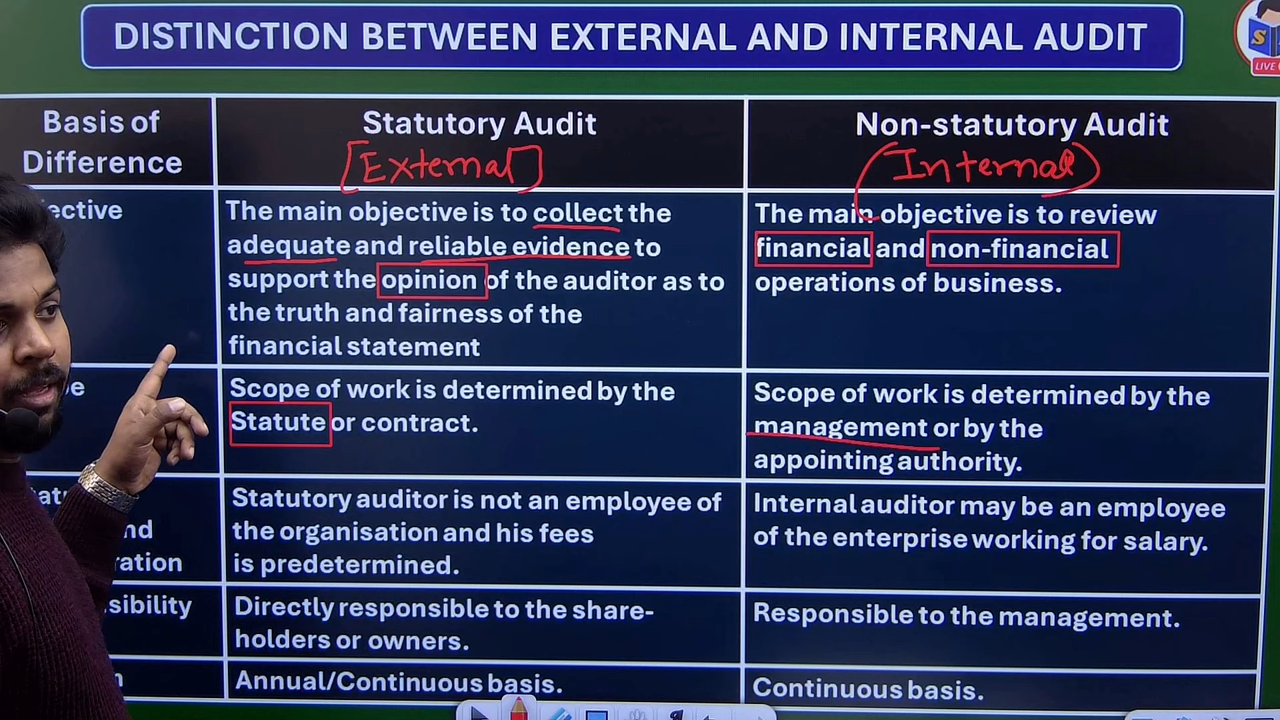 DISTINCTION BETWEEN EXTERNAL AND INTERNAL AUDIT
S
LIVE
Basis of
Difference
Statutory Audit
[External]
Non-statutory Audit
(Internal)
The main objective is to collect the
adequate and reliable evidence to
support the opinion of the auditor as to
the truth and fairness of the
financial statement
The main objective is to review
financial and non-financial
operations of business.
Scope of work is determined by the
Statute or contract.
Scope of work is determined by the
management or by the
appointing authority.
Statutory auditor is not an employee of
the organisation and his fees
is predetermined.
Internal auditor may be an employee
of the enterprise working for salary.
Directly responsible to the share-
holders or owners.
Responsible to the management.
Annual/Continuous basis.
Continuous basis.